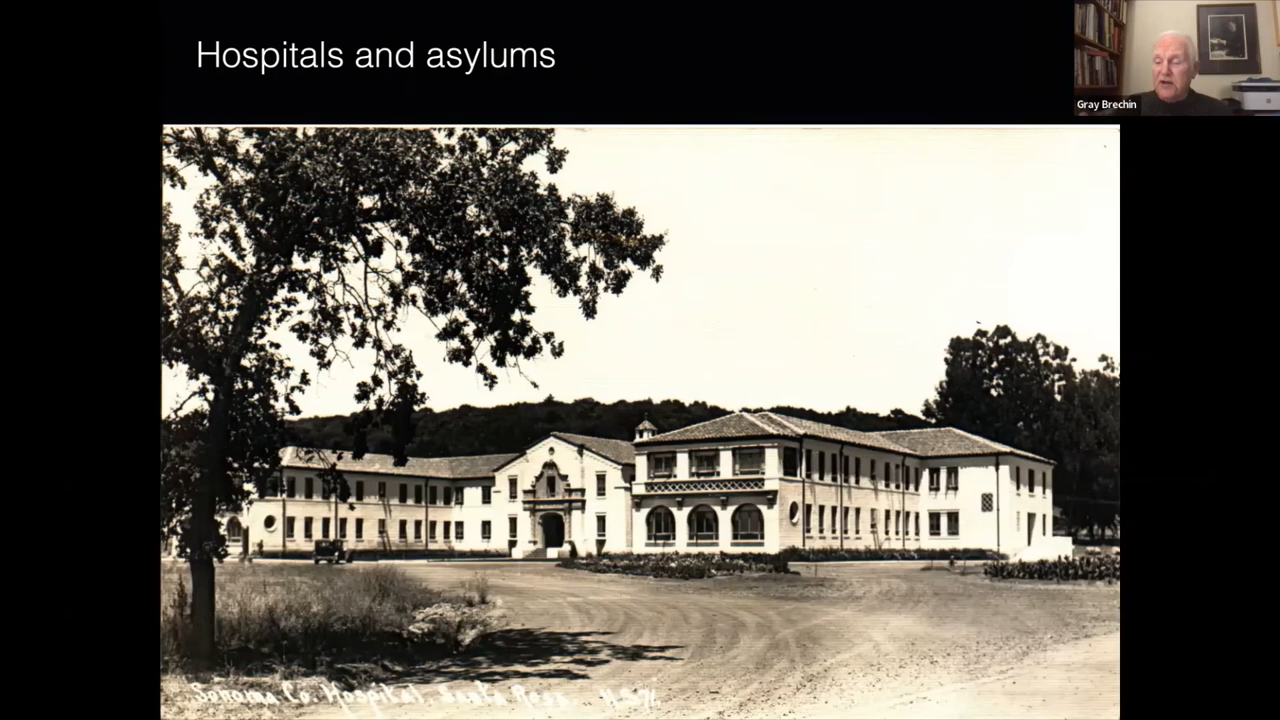 Hospitals and asylums
Gray Brechin
Sonoma Co. Hospital, Santa Rosa